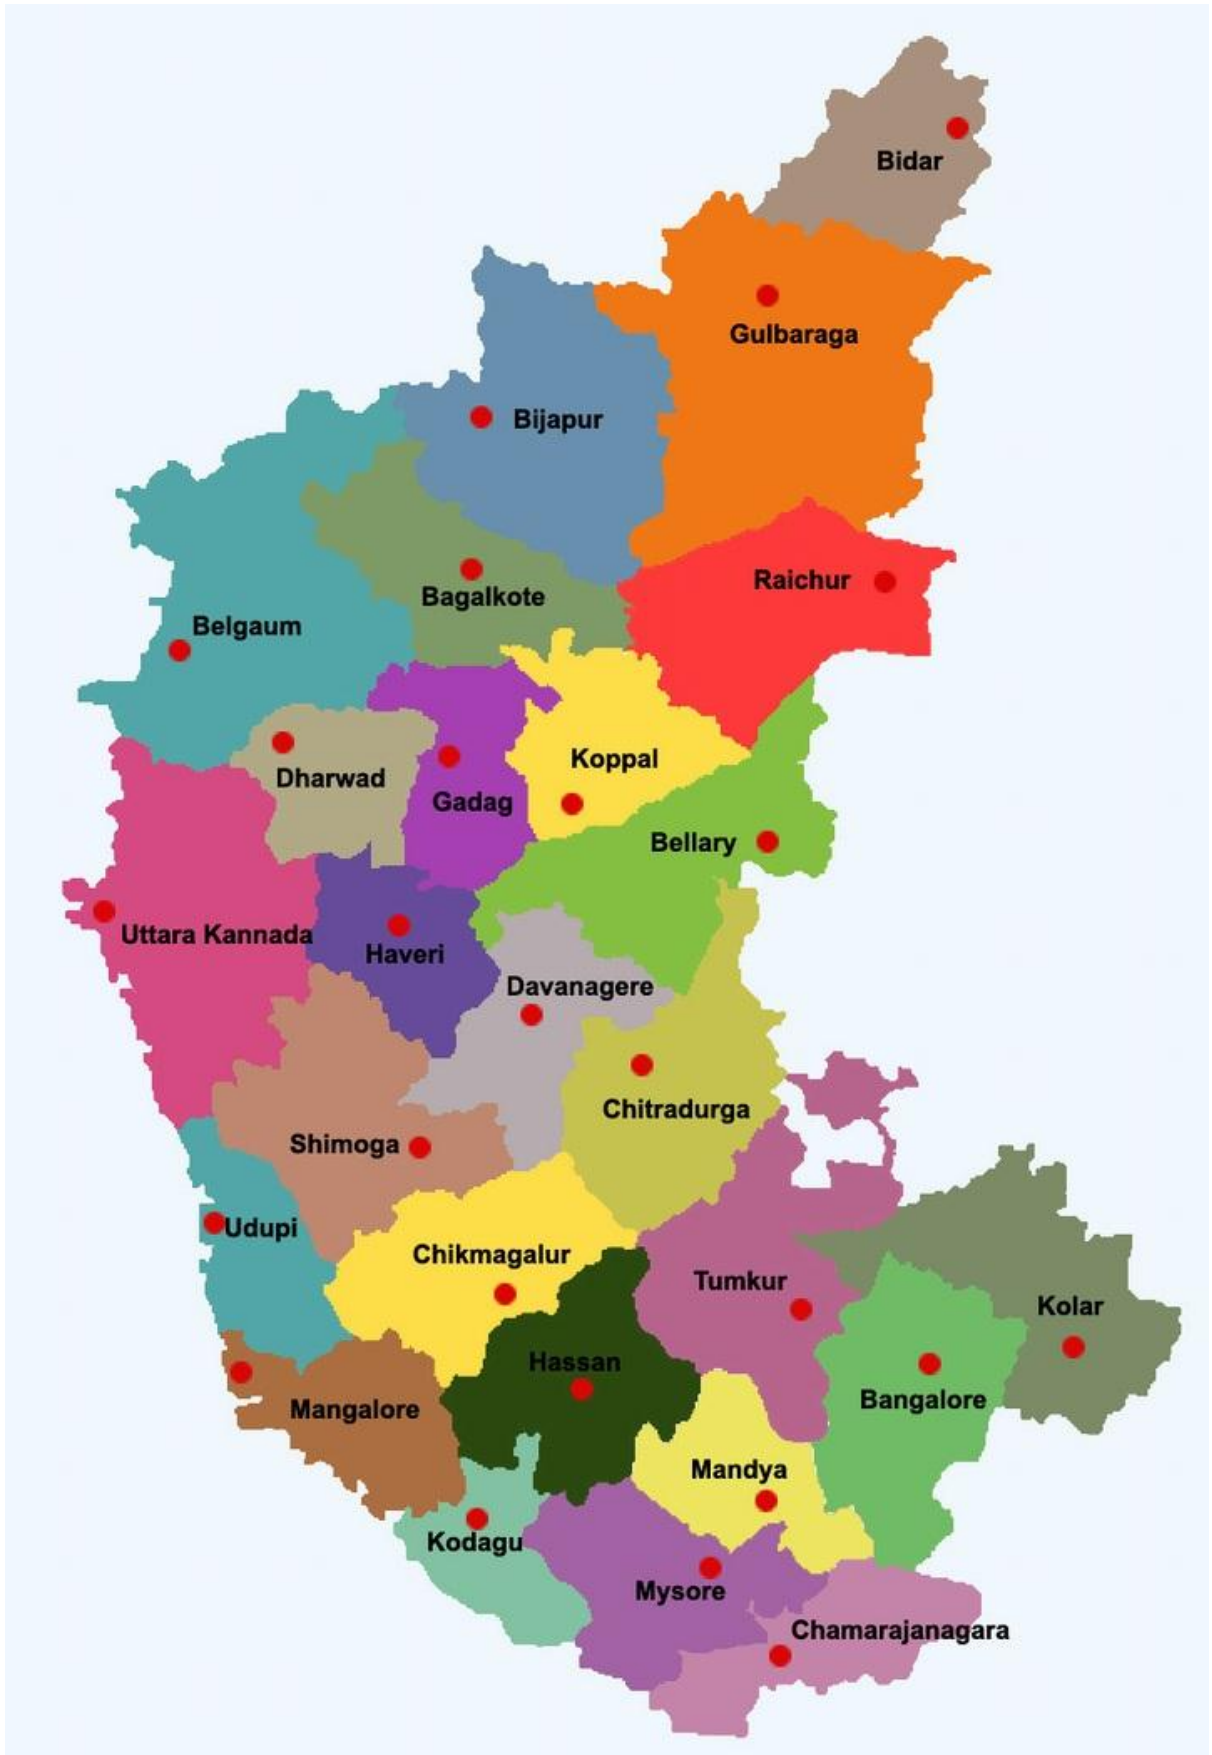 Bidar
Gulbaraga
Bijapur
Raichur
Bagalkote
Belgaum
Koppal
Dharwad
Gadag
Bellary
Uttara Kannada
Haveri
Davanagere
Chitradurga
Shimoga
Udupi
Chikmagalur
Tumkur
Kolar
Hassan
Bangalore
Mangalore
Mandya
Kodagu
Mysore
Chamarajanagara